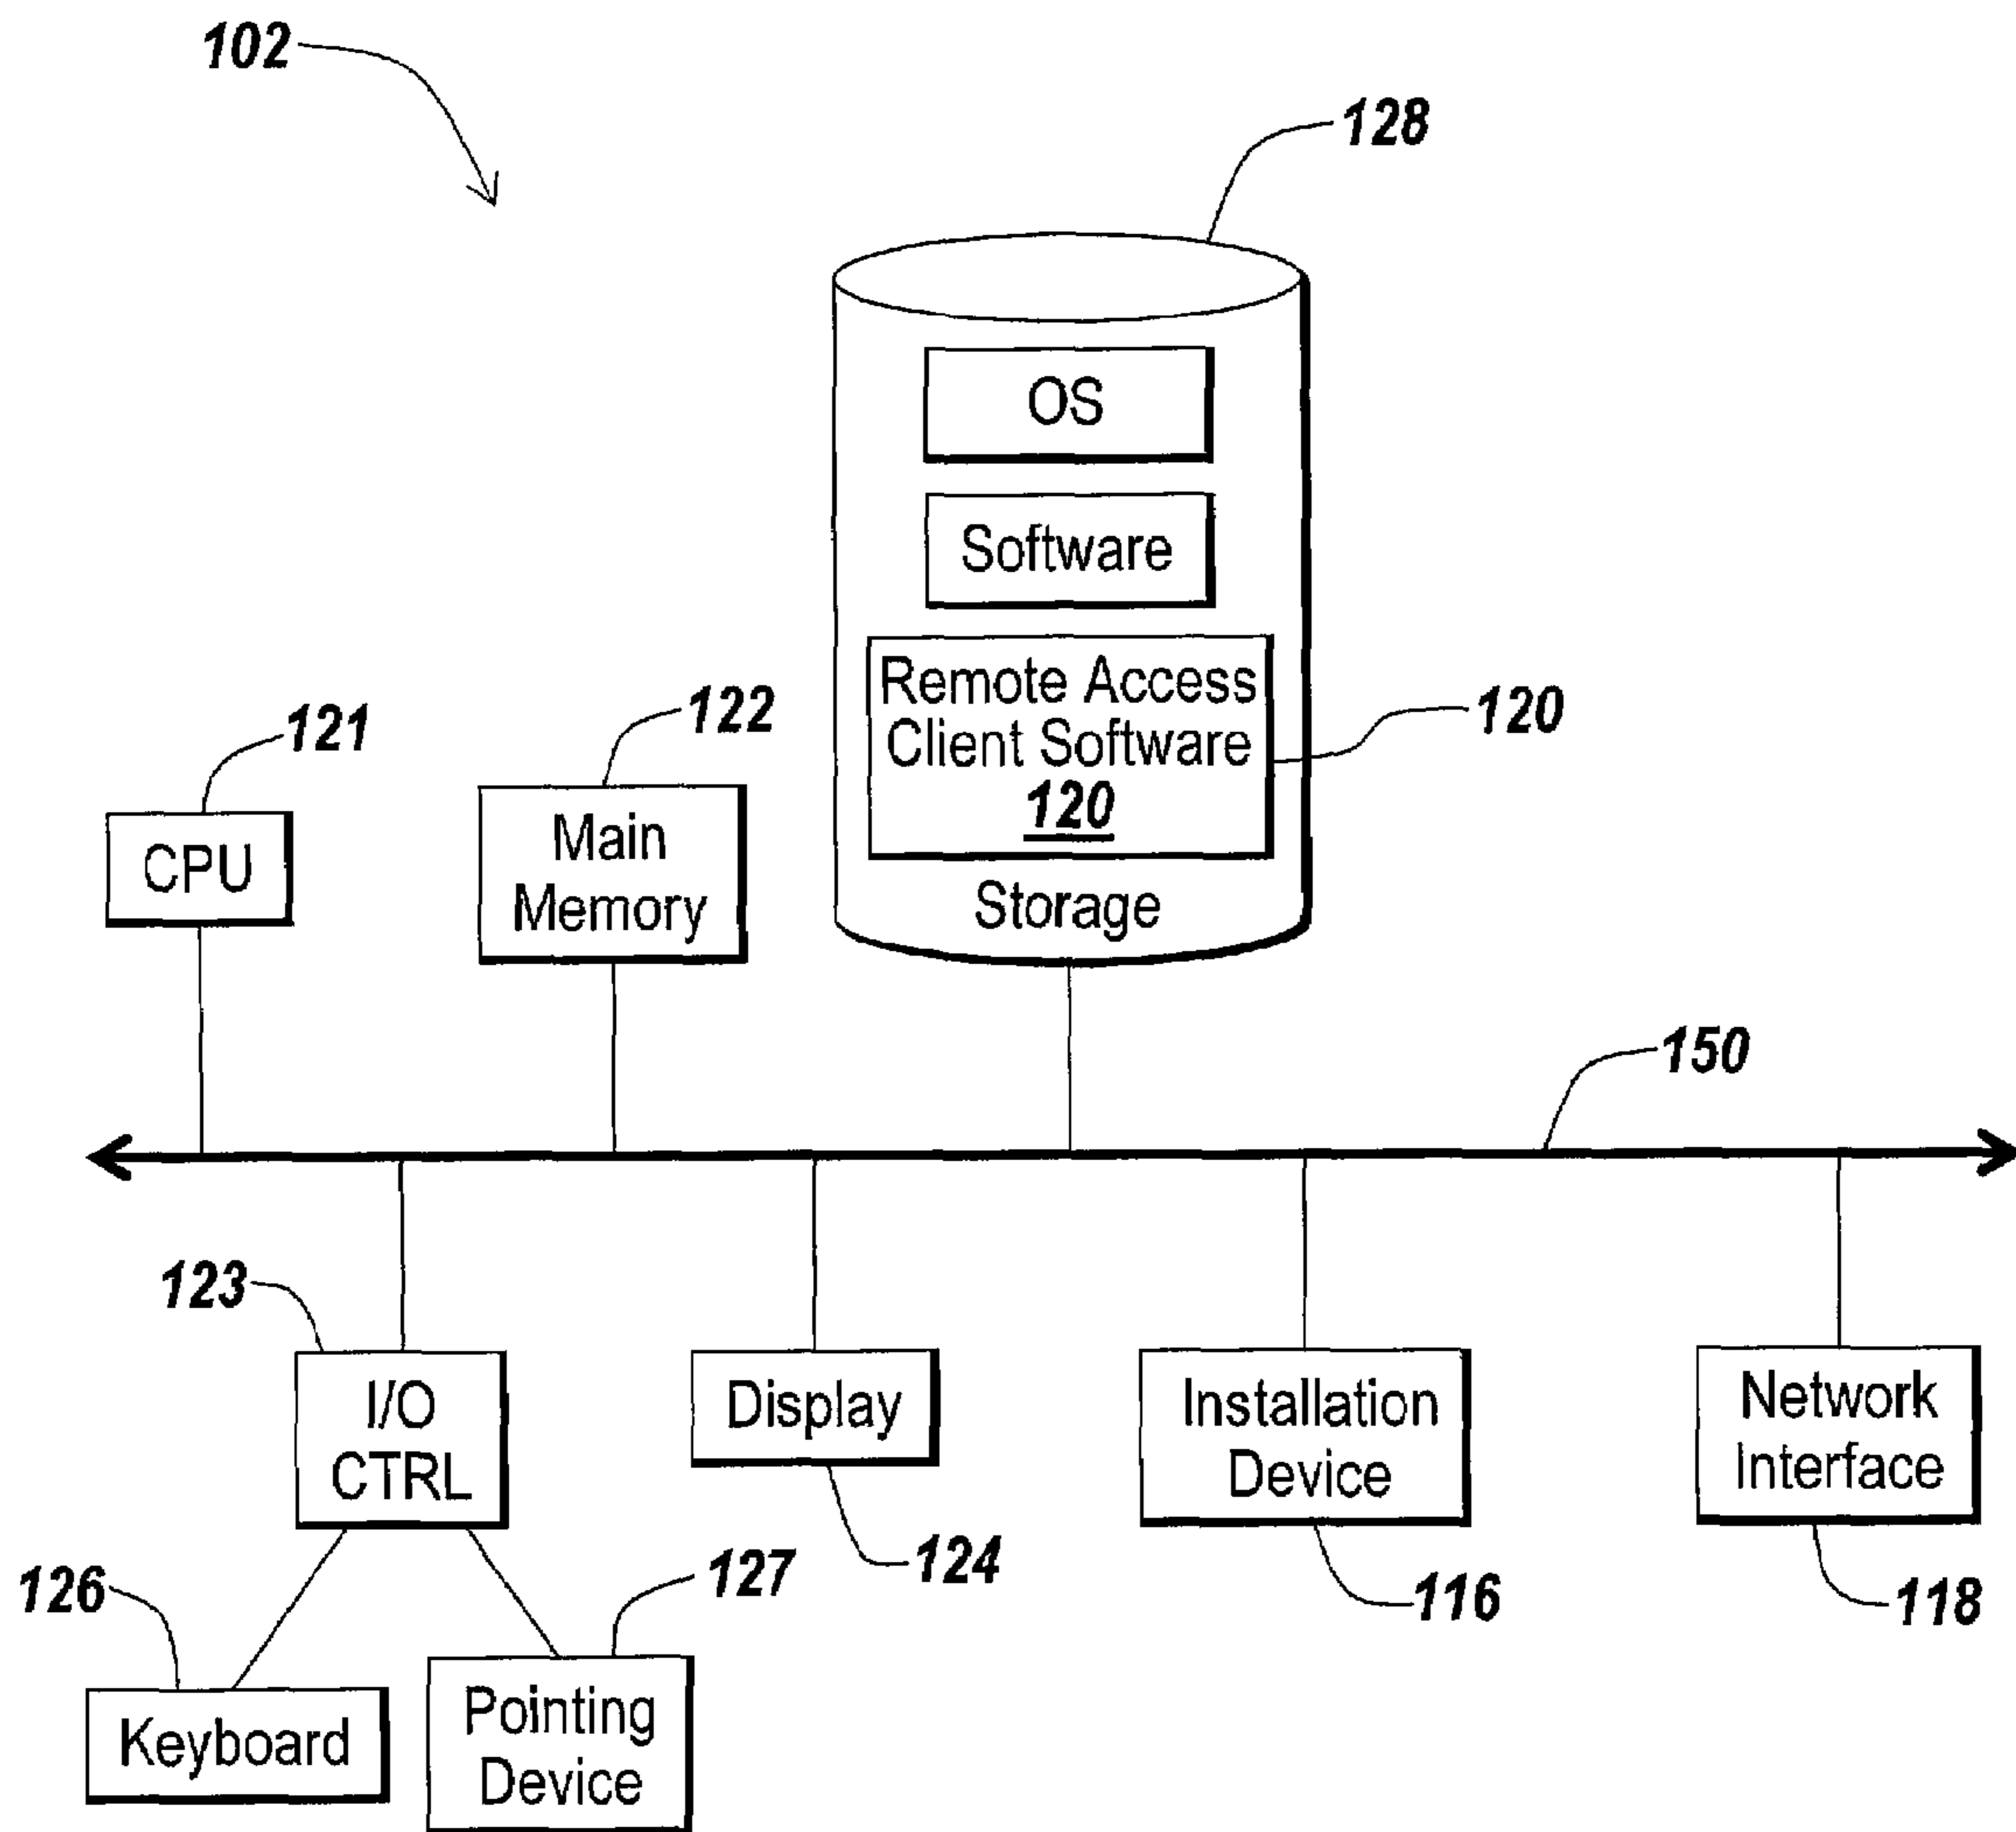 102
128
OS
Software
Remote Access
Client Software
120
120
Storage
121
CPU
122
Main
Memory
150
123
I/O
CTRL
Display
124
Installation
Device
116
Network
Interface
118
126
Keyboard
127
Pointing
Device